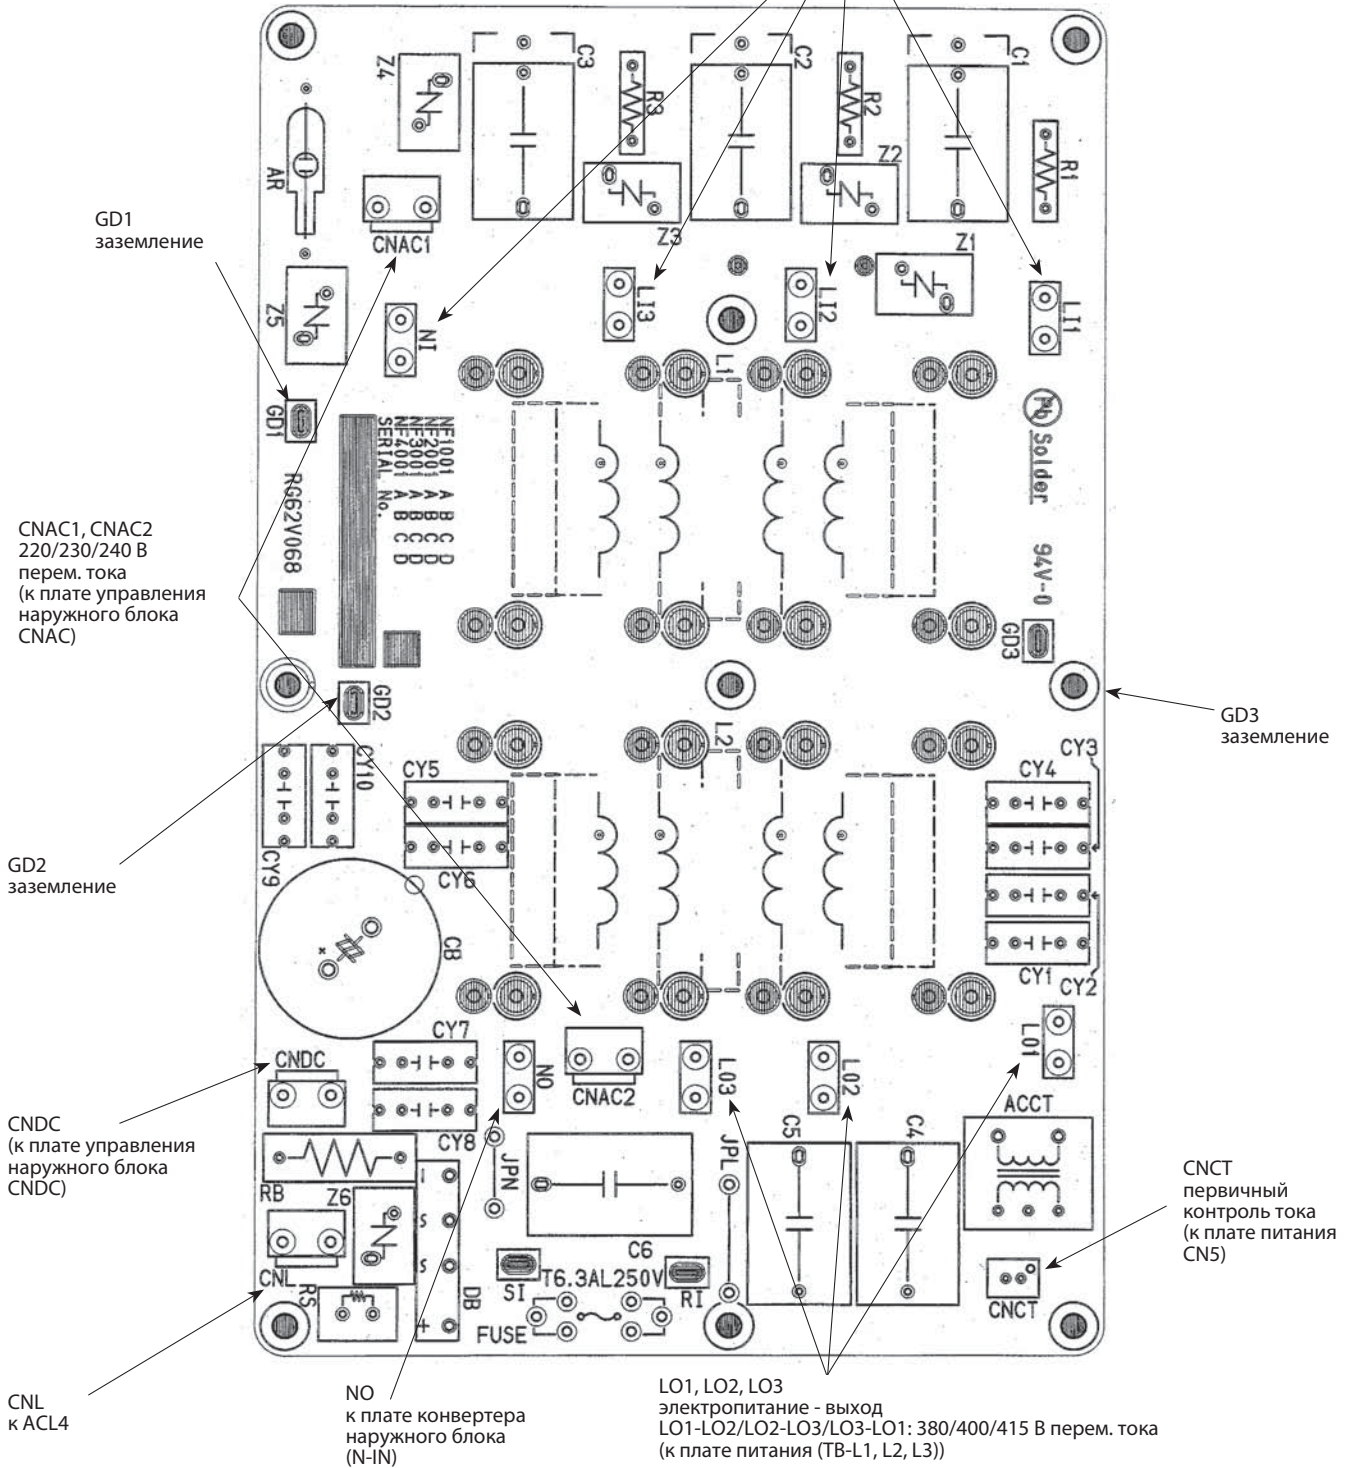 C3
C2
C1
Z4
R3
R2
R1
Z2
AR
CNAC1
Z3
Z1
GD1
заземление
Z5
NI
LI3
LI2
LI1
L1
GD1
Pb
Solder
NF1001 A B C D
NF2001 A B C D
NF3001 A B C D
NF4001 A B C D
SERIAL No.
RG62V068
94V-0
CNAC1, CNAC2
220/230/240 В
перем. тока
(к плате управления
наружного блока
CNAC)
GD3
GD2
L2
GD3
заземление
CY10
CY5
CY4
CY3
GD2
заземление
CY9
CY6
CB
CY1
CY2
CY7
LO1
CNDC
NO
CNAC2
LO3
LO2
ACCT
CNDC
(к плате управления
наружного блока
CNDC)
CY8
C5
C4
JPN
JPL
CNCT
первичный
контроль тока
(к плате питания
CN5)
RB
Z6
S
S
C6
CNL
RS
DB
SI
T6.3AL250V
RI
CNCT
FUSE
CNL
к ACL4
NO
к плате конвертера
наружного блока
(N-IN)
LO1, LO2, LO3
электропитание - выход
LO1-LO2/LO2-LO3/LO3-LO1: 380/400/415 В перем. тока
(к плате питания (TB-L1, L2, L3))